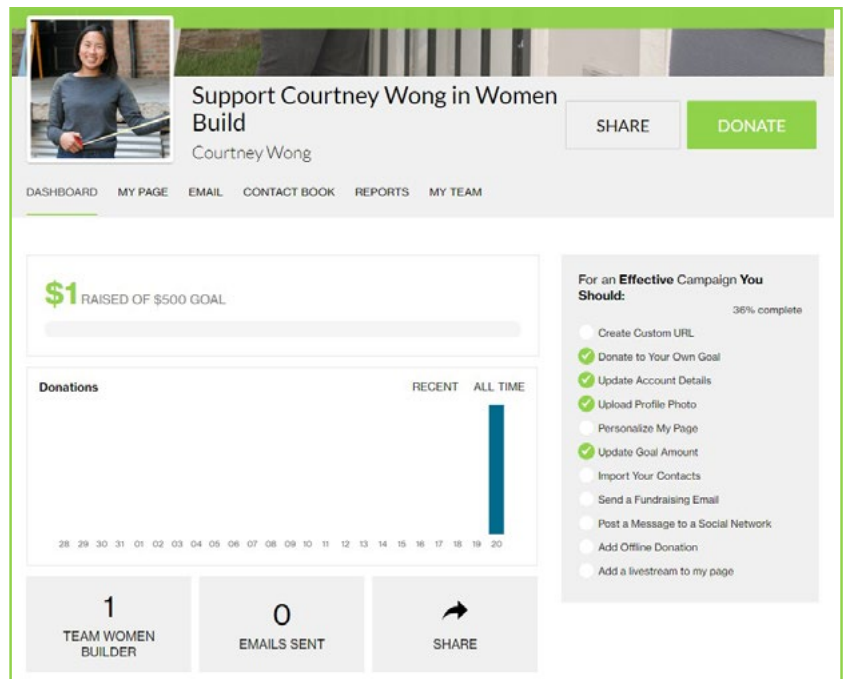 Support Courtney Wong in Women
Build
Courtney Wong
SHARE
DONATE
DASHBOARD MY PAGE EMAIL CONTACT BOOK REPORTS MY TEAM
$1 RAISED OF $500 GOAL
Donations
RECENT ALL TIME
28 29 30 31 01 02 03 04 05 06 07 08 09 10 11 12 13 14 15 16 17 18 19 20
1
TEAM WOMEN
BUILDER
0
EMAILS SENT
SHARE
For an Effective Campaign You
Should:
36% complete
Create Custom URL
Donate to Your Own Goal
Update Account Details
Upload Profile Photo
Personalize My Page
Update Goal Amount
Import Your Contacts
Send a Fundraising Email
Post a Message to a Social Network
Add Offline Donation
Add a livestream to my page